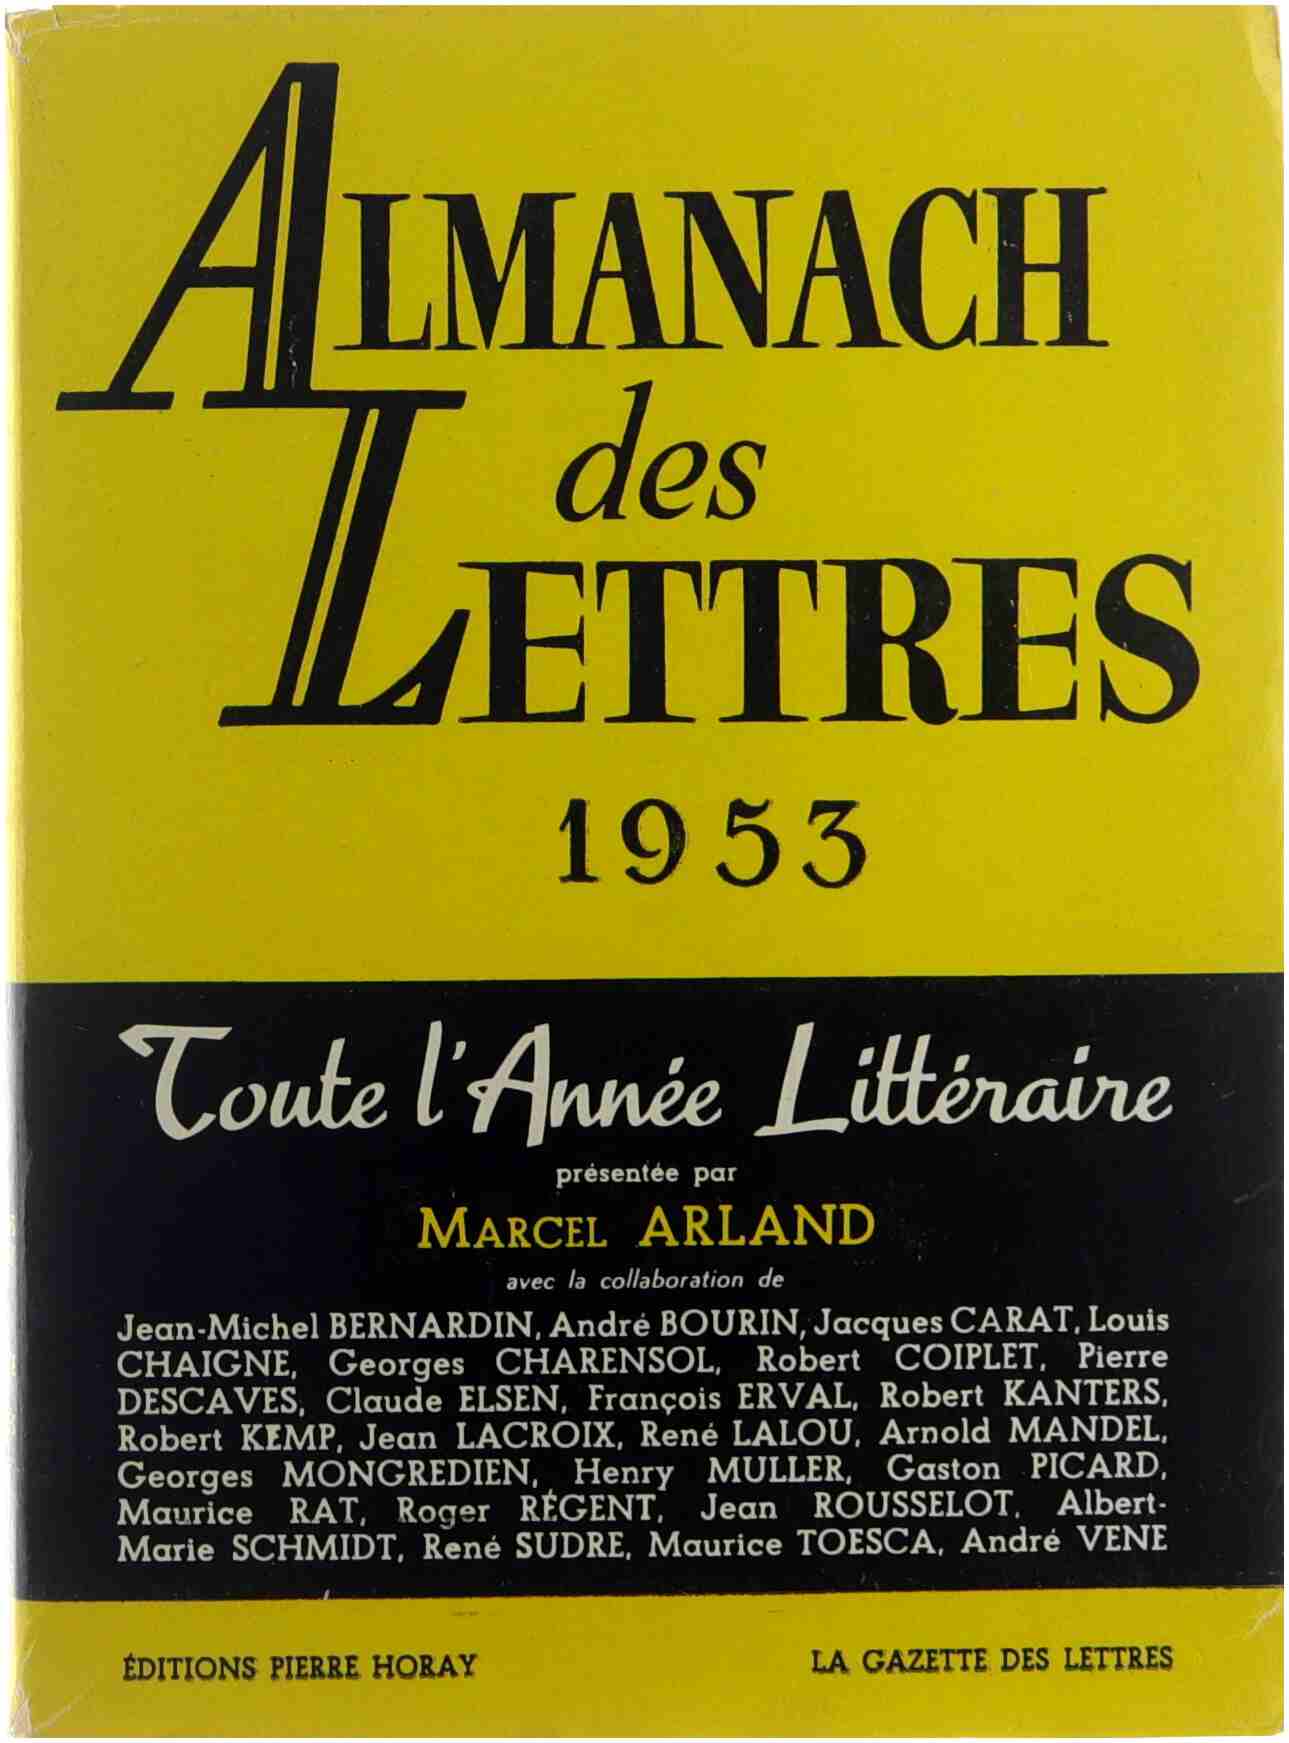 ALMANACH
des
LETTRES
1953
Toute l'Année Littéraire
présentée par
MARCEL ARLAND
avec la collaboration de
Jean-Michel BERNARDIN, André BOURIN, Jacques CARAT, Louis
CHAIGNE, Georges CHARENSOL, Robert COIPLET, Pierre
DESCAVES, Claude ELSEN, François ERVAL, Robert KANTERS,
Robert KEMP, Jean LACROIX, René LALOU, Arnold MANDEL,
Georges MONGREDIEN, Henry MULLER, Gaston PICARD,
Maurice RAT, Roger RÉGENT, Jean ROUSSELOT, Albert-
Marie SCHMIDT, René SUDRE, Maurice TOESCA, André VENE
ÉDITIONS PIERRE HORAY
LA GAZETTE DES LETTRES